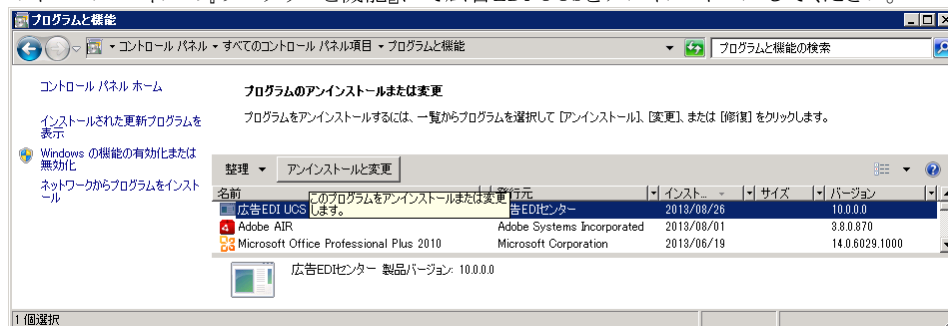 広告EDI UCS
プログラムと機能
コントロール パネル すべてのコントロール パネル項目 プログラムと機能
プログラムと機能の検索
コントロール パネル ホーム
インストールされた更新プログラムを
表示
Windows の機能の有効化または
無効化
ネットワークからプログラムをインスト
ール
プログラムのアンインストールまたは変更
プログラムをアンインストールするには、一覧からプログラムを選択して [アンインストール]、[変更]、または [修復] をクリックします。
整理 アンインストールと変更
名前 発行元 インスト... サイズ バージョン
このプログラムをアンインストールまたは変更
します。
広告EDI UCS 告EDIセンター 2013/08/26 10.0.0.0
Adobe AIR Adobe Systems Incorporated 2013/08/01 3.8.0.870
Microsoft Office Professional Plus 2010 Microsoft Corporation 2013/06/19 14.0.6029.1000
広告EDIセンター 製品バージョン: 10.0.0.0
1 個選択